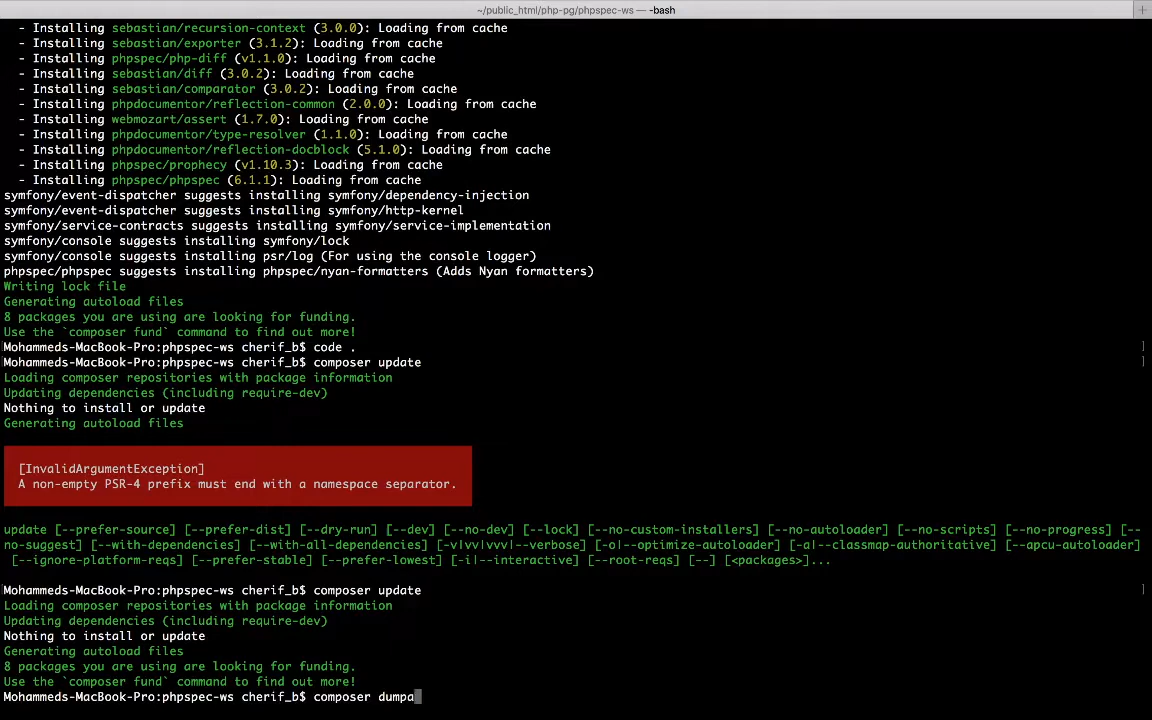 ~/public_html/php-pg/phpspec-ws — -bash
- Installing sebastian/recursion-context (3.0.0): Loading from cache
- Installing sebastian/exporter (3.1.2): Loading from cache
- Installing phpspec/php-diff (v1.1.0): Loading from cache
- Installing sebastian/diff (3.0.2): Loading from cache
- Installing sebastian/comparator (3.0.2): Loading from cache
- Installing phpdocumentor/reflection-common (2.0.0): Loading from cache
- Installing webmozart/assert (1.7.0): Loading from cache
- Installing phpdocumentor/type-resolver (1.1.0): Loading from cache
- Installing phpdocumentor/reflection-docblock (5.1.0): Loading from cache
- Installing phpspec/prophecy (v1.10.3): Loading from cache
- Installing phpspec/phpspec (6.1.1): Loading from cache
symfony/event-dispatcher suggests installing symfony/dependency-injection
symfony/event-dispatcher suggests installing symfony/http-kernel
symfony/service-contracts suggests installing symfony/service-implementation
symfony/console suggests installing symfony/lock
symfony/console suggests installing psr/log (For using the console logger)
phpspec/phpspec suggests installing phpspec/nyan-formatters (Adds Nyan formatters)
Writing lock file
Generating autoload files
8 packages you are using are looking for funding.
Use the `composer fund` command to find out more!
Mohammeds-MacBook-Pro:phpspec-ws cherif_b$ code .
Mohammeds-MacBook-Pro:phpspec-ws cherif_b$ composer update
Loading composer repositories with package information
Updating dependencies (including require-dev)
Nothing to install or update
Generating autoload files
[InvalidArgumentException]
A non-empty PSR-4 prefix must end with a namespace separator.
update [--prefer-source] [--prefer-dist] [--dry-run] [--dev] [--no-dev] [--lock] [--no-custom-installers] [--no-autoloader] [--no-scripts] [--no-progress] [--
no-suggest] [--with-dependencies] [--with-all-dependencies] [-v|vv|vvv|--verbose] [-o|--optimize-autoloader] [-a|--classmap-authoritative] [--apcu-autoloader]
[--ignore-platform-reqs] [--prefer-stable] [--prefer-lowest] [-i|--interactive] [--root-reqs] [--] [<packages>]...
Mohammeds-MacBook-Pro:phpspec-ws cherif_b$ composer update
Loading composer repositories with package information
Updating dependencies (including require-dev)
Nothing to install or update
Generating autoload files
8 packages you are using are looking for funding.
Use the `composer fund` command to find out more!
Mohammeds-MacBook-Pro:phpspec-ws cherif_b$ composer dumpa